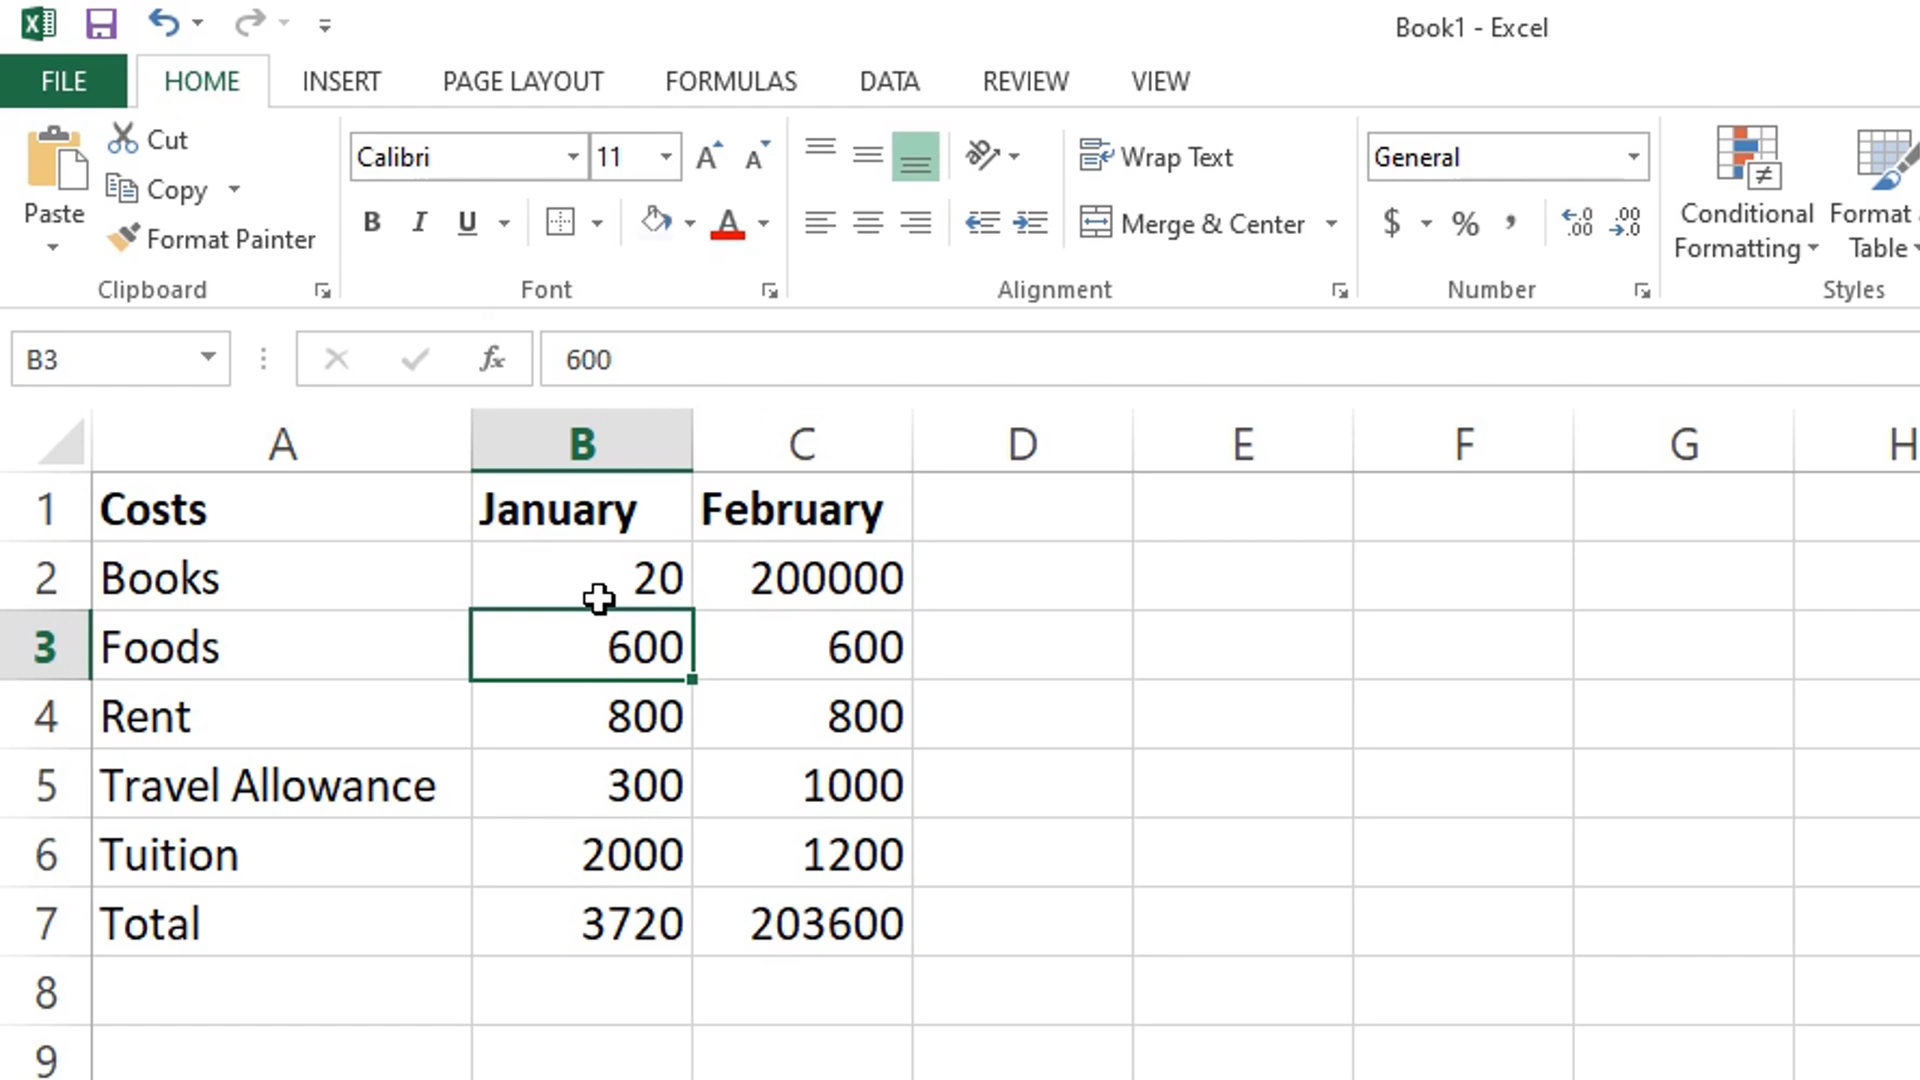 Book1 - Excel
FILE HOME INSERT PAGE LAYOUT FORMULAS DATA REVIEW VIEW
Paste
Cut
Copy
Format Painter
Clipboard
Calibri 11
B I U
Font
Wrap Text
Merge & Center
Alignment
General
$ % ,
Number
Conditional
Formatting
Format
Table
Styles
B3 fx 600
A B C D E F G H
1 Costs January February
2 Books 20 200000
3 Foods 600 600
4 Rent 800 800
5 Travel Allowance 300 1000
6 Tuition 2000 1200
7 Total 3720 203600
8
9